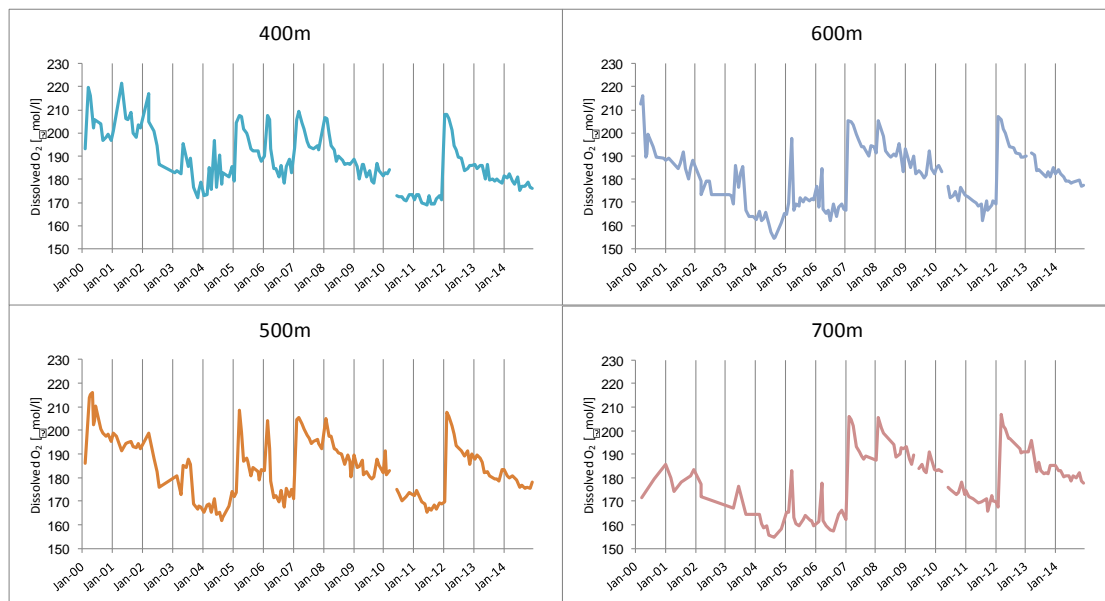 400m
Dissolved O₂ [_mol/l]
230
220
210
200
190
180
170
160
150
Jan-00
Jan-01
Jan-02
Jan-03
Jan-04
Jan-05
Jan-06
Jan-07
Jan-08
Jan-09
Jan-10
Jan-11
Jan-12
Jan-13
Jan-14
600m
Dissolved O₂ [_mol/l]
230
220
210
200
190
180
170
160
150
Jan-00
Jan-01
Jan-02
Jan-03
Jan-04
Jan-05
Jan-06
Jan-07
Jan-08
Jan-09
Jan-10
Jan-11
Jan-12
Jan-13
Jan-14
500m
Dissolved O₂ [_mol/l]
230
220
210
200
190
180
170
160
150
Jan-00
Jan-01
Jan-02
Jan-03
Jan-04
Jan-05
Jan-06
Jan-07
Jan-08
Jan-09
Jan-10
Jan-11
Jan-12
Jan-13
Jan-14
700m
Dissolved O₂ [_mol/l]
230
220
210
200
190
180
170
160
150
Jan-00
Jan-01
Jan-02
Jan-03
Jan-04
Jan-05
Jan-06
Jan-07
Jan-08
Jan-09
Jan-10
Jan-11
Jan-12
Jan-13
Jan-14